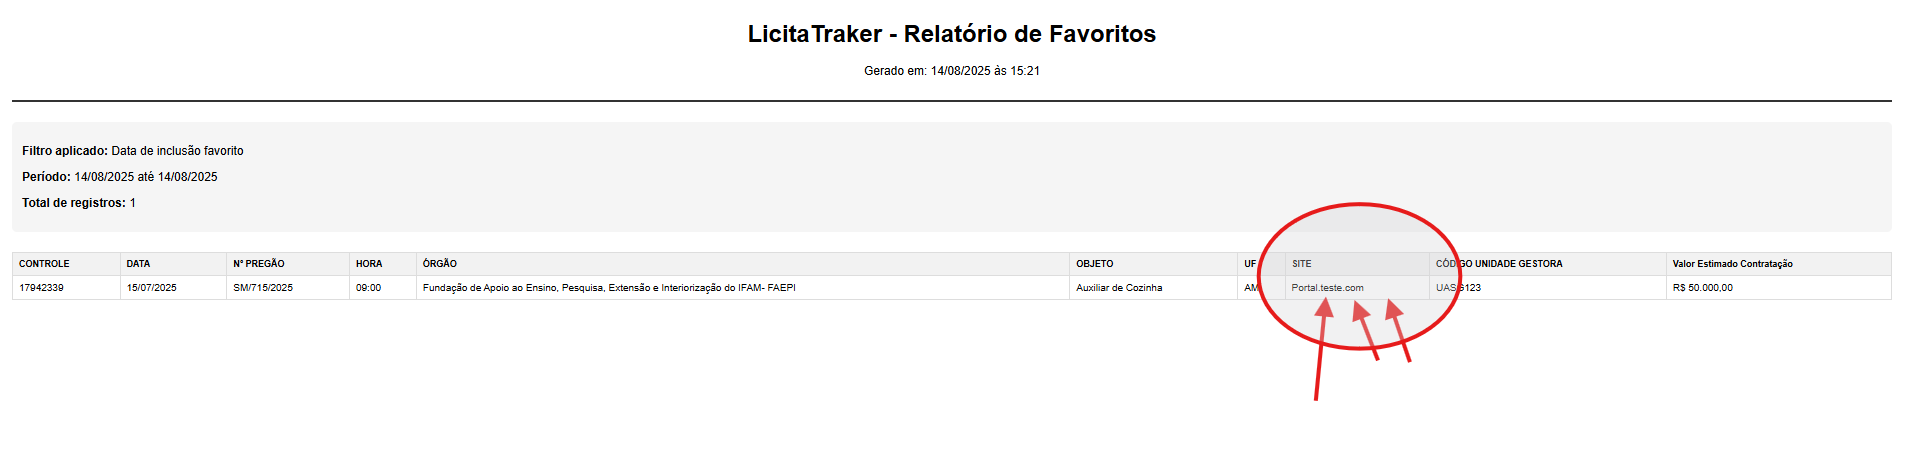 LicitaTraker - Relatório de Favoritos
Gerado em: 14/08/2025 às 15:21
Filtro aplicado: Data de inclusão favorito
Período: 14/08/2025 até 14/08/2025
Total de registros: 1
CONTROLE DATA Nº PREGÃO HORA ÓRGÃO OBJETO UF SITE CÓDIGO UNIDADE GESTORA Valor Estimado Contratação
17942339 15/07/2025 SM/715/2025 09:00 Fundação de Apoio ao Ensino, Pesquisa, Extensão e Interiorização do IFAM- FAEPI Auxiliar de Cozinha AM Portal.teste.com UASG123 R$ 50.000,00